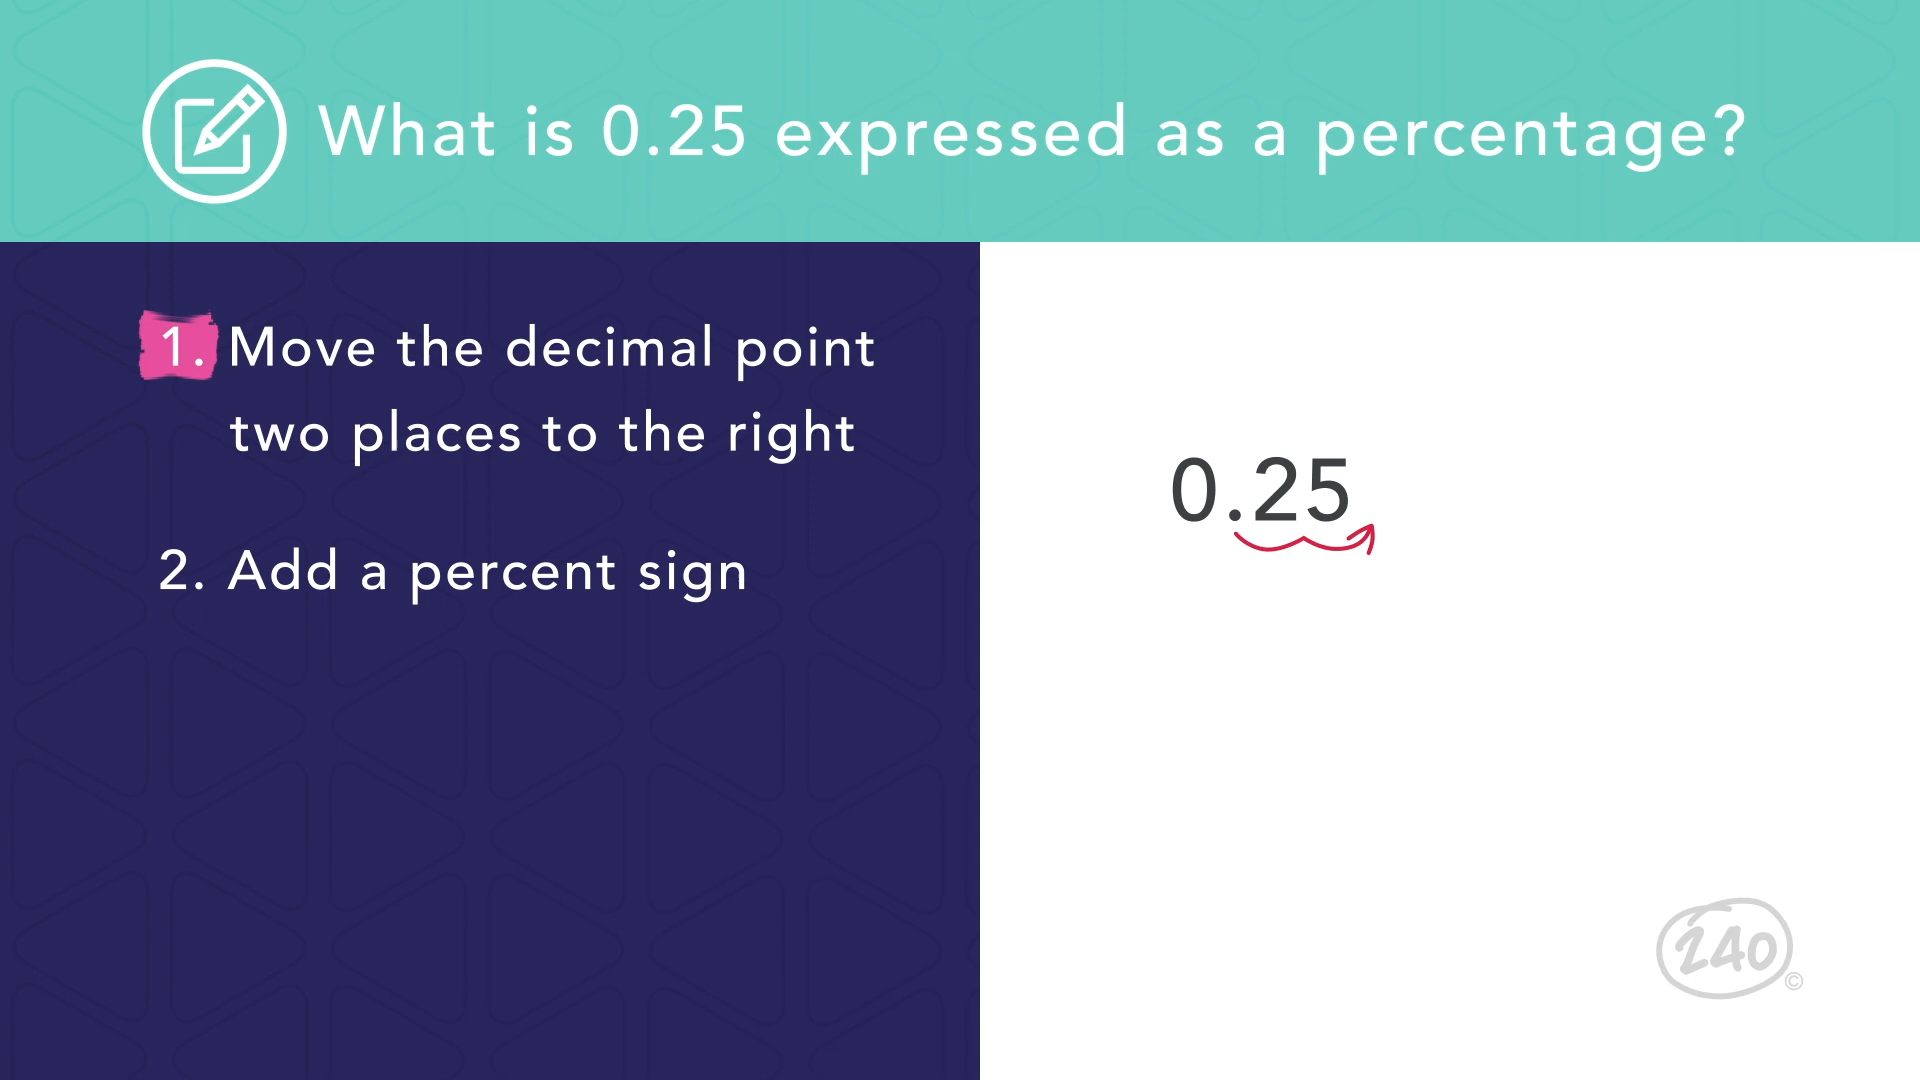 What is 0.25 expressed as a percentage?
1. Move the decimal point
two places to the right
2. Add a percent sign
0.25
240
©